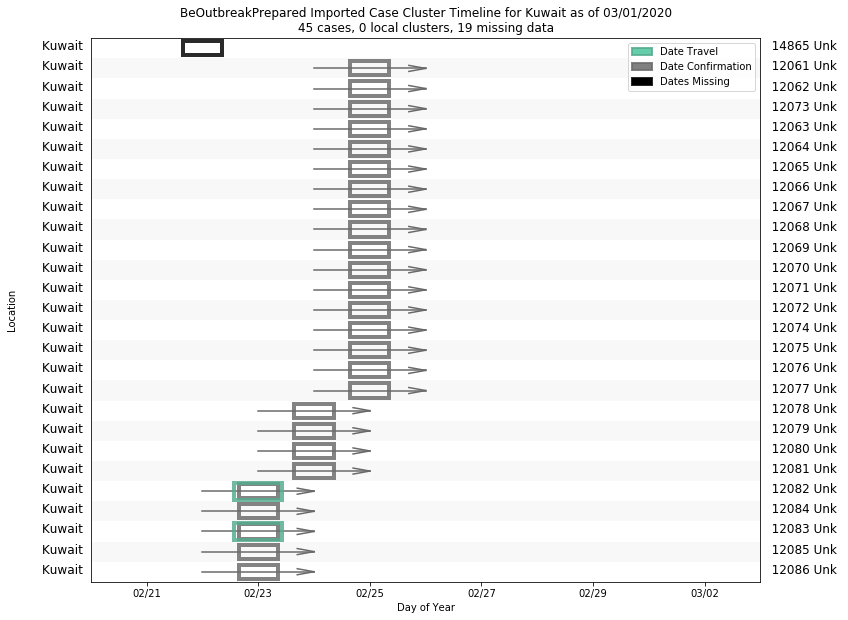 BeOutbreakPrepared Imported Case Cluster Timeline for Kuwait as of 03/01/2020
45 cases, 0 local clusters, 19 missing data
Date Travel
Date Confirmation
Dates Missing
Kuwait 14865 Unk
Kuwait 12061 Unk
Kuwait 12062 Unk
Kuwait 12073 Unk
Kuwait 12063 Unk
Kuwait 12064 Unk
Kuwait 12065 Unk
Kuwait 12066 Unk
Kuwait 12067 Unk
Kuwait 12068 Unk
Kuwait 12069 Unk
Kuwait 12070 Unk
Kuwait 12071 Unk
Kuwait 12072 Unk
Kuwait 12074 Unk
Kuwait 12075 Unk
Kuwait 12076 Unk
Kuwait 12077 Unk
Kuwait 12078 Unk
Kuwait 12079 Unk
Kuwait 12080 Unk
Kuwait 12081 Unk
Kuwait 12082 Unk
Kuwait 12084 Unk
Kuwait 12083 Unk
Kuwait 12085 Unk
Kuwait 12086 Unk
Location
02/21 02/23 02/25 02/27 02/29 03/02
Day of Year